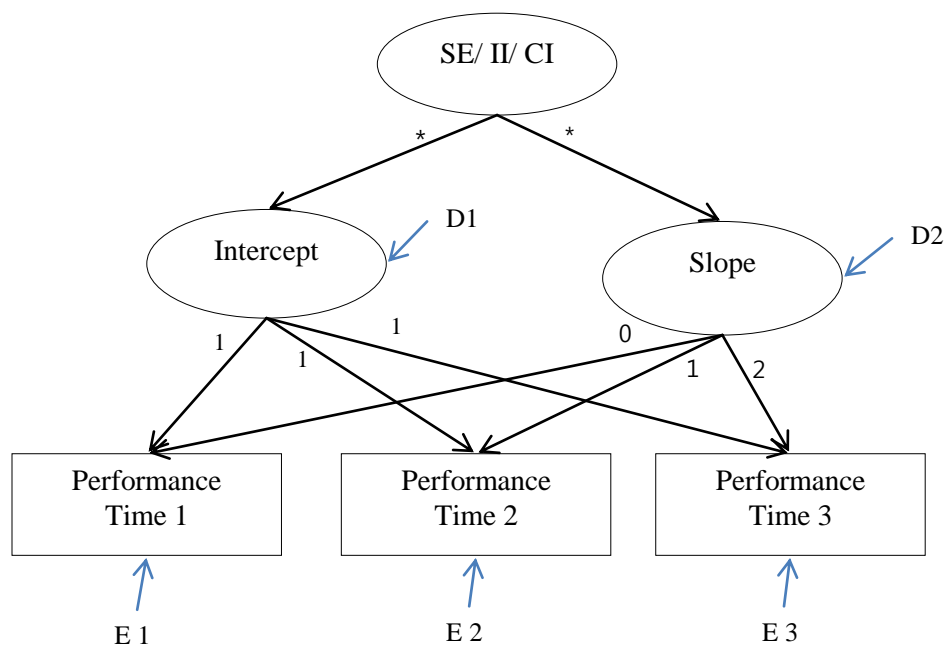 SE/ II/ CI
*
*
Intercept
D1
Slope
D2
1
1
1
0
1
2
Performance
Time 1
Performance
Time 2
Performance
Time 3
E 1
E 2
E 3